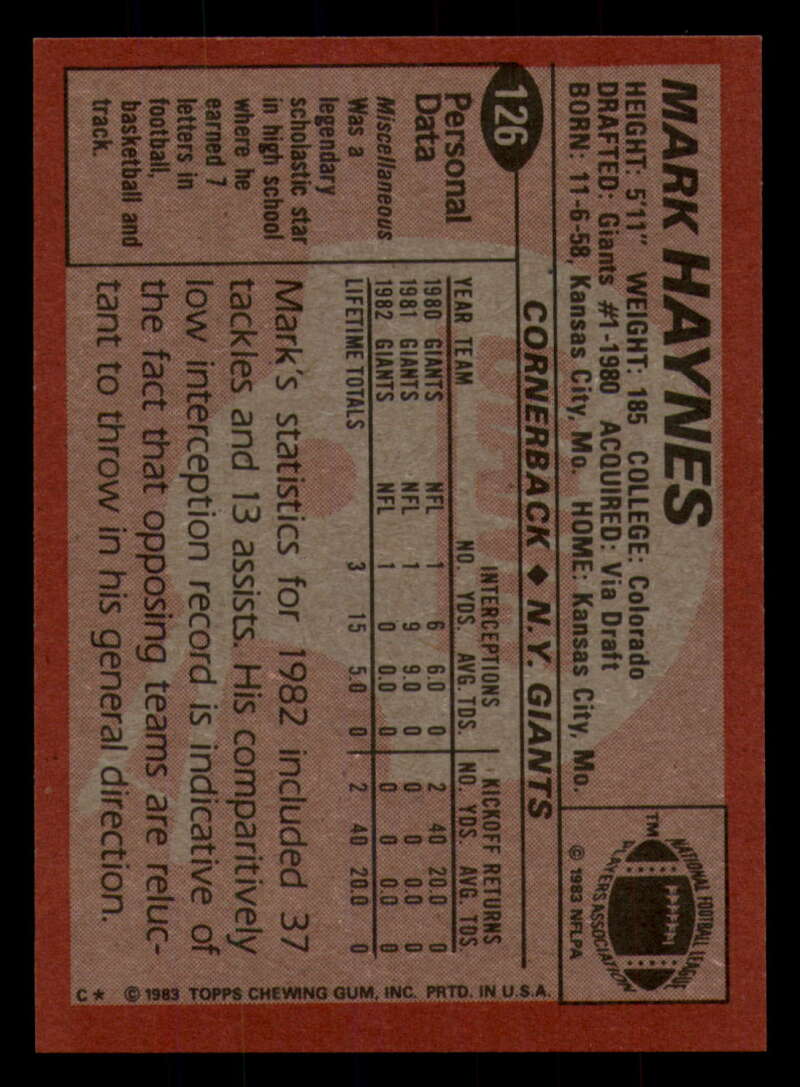 MARK HAYNES
HEIGHT: 5'11" WEIGHT: 185 COLLEGE: Colorado
DRAFTED: Giants #1-1980 ACQUIRED: Via Draft
BORN: 11-6-58, Kansas City, Mo. HOME: Kansas City, Mo.
NATIONAL FOOTBALL LEAGUE
PLAYERS ASSOCIATION
TM
© 1983 NFLPA
126
CORNERBACK ◆ N.Y. GIANTS
Personal
Data
Miscellaneous
Was a
legendary
scholastic star
in high school
where he
earned 7
letters in
football,
basketball and
track.
INTERCEPTIONS KICKOFF RETURNS
YEAR TEAM NO. YDS. AVG. TDS. NO. YDS. AVG. TDS
1980 GIANTS NFL 1 6 6.0 0 2 40 20.0 0
1981 GIANTS NFL 1 9 9.0 0 0 0 0.0 0
1982 GIANTS NFL 1 0 0.0 0 0 0 0.0 0
LIFETIME TOTALS 3 15 5.0 0 2 40 20.0 0
Mark's statistics for 1982 included 37
tackles and 13 assists. His comparitively
low interception record is indicative of
the fact that opposing teams are reluc-
tant to throw in his general direction.
C* © 1983 TOPPS CHEWING GUM, INC. PRTD. IN U.S.A.